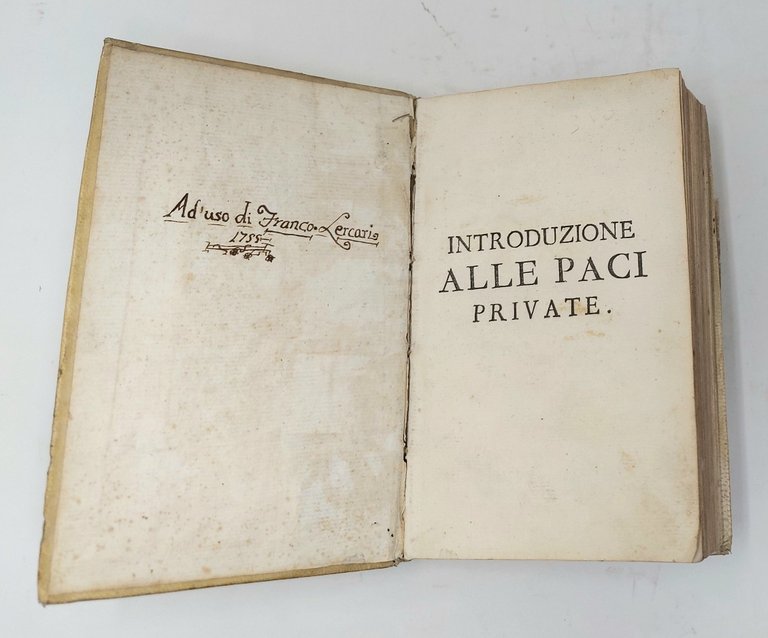 Ad'uso di Franco. Lercari
1755
INTRODUZIONE
ALLE PACI
PRIVATE.